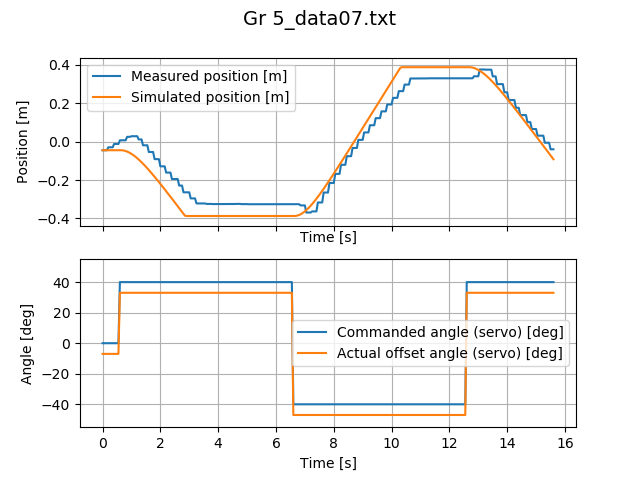 Gr 5_data07.txt
Position [m]
0.4
0.2
0.0
−0.2
−0.4
Measured position [m]
Simulated position [m]
Time [s]
Angle [deg]
40
20
0
−20
−40
Commanded angle (servo) [deg]
Actual offset angle (servo) [deg]
0 2 4 6 8 10 12 14 16
Time [s]